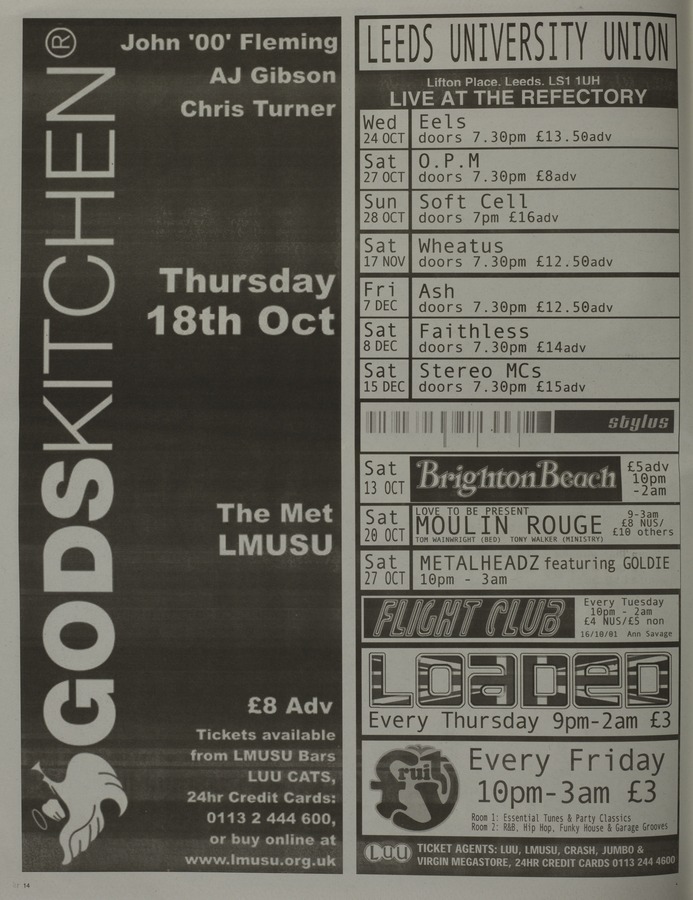 GODSKITCHEN®
John '00' Fleming
AJ Gibson
Chris Turner
Thursday
18th Oct
The Met
LMUSU
£8 Adv
Tickets available
from LMUSU Bars
LUU CATS,
24hr Credit Cards:
0113 2 444 600,
or buy online at
www.lmusu.org.uk
LEEDS UNIVERSITY UNION
Lifton Place. Leeds. LS1 1UH
LIVE AT THE REFECTORY
Wed 24 OCT
Eels
doors 7.30pm £13.50adv
Sat 27 OCT
O.P.M
doors 7.30pm £8adv
Sun 28 OCT
Soft Cell
doors 7pm £16adv
Sat 17 NOV
Wheatus
doors 7.30pm £12.50adv
Fri 7 DEC
Ash
doors 7.30pm £12.50adv
Sat 8 DEC
Faithless
doors 7.30pm £14adv
Sat 15 DEC
Stereo MCs
doors 7.30pm £15adv
stylus
Sat 13 OCT
Brighton Beach
£5adv
10pm
-2am
Sat 20 OCT
LOVE TO BE PRESENT
MOULIN ROUGE
TOM WAINWRIGHT (BED) TONY WALKER (MINISTRY)
9-3am
£8 NUS/
£10 others
Sat 27 OCT
METALHEADZ featuring GOLDIE
10pm - 3am
FLIGHT CLUB
Every Tuesday
10pm - 2am
£4 NUS/£5 non
16/10/01 Ann Savage
LOADED
Every Thursday 9pm-2am £3
fruit
Every Friday
10pm-3am £3
Room 1: Essential Tunes & Party Classics
Room 2: R&B, Hip Hop, Funky House & Garage Grooves
LUU
TICKET AGENTS: LUU, LMUSU, CRASH, JUMBO &
VIRGIN MEGASTORE, 24HR CREDIT CARDS 0113 244 4600
14